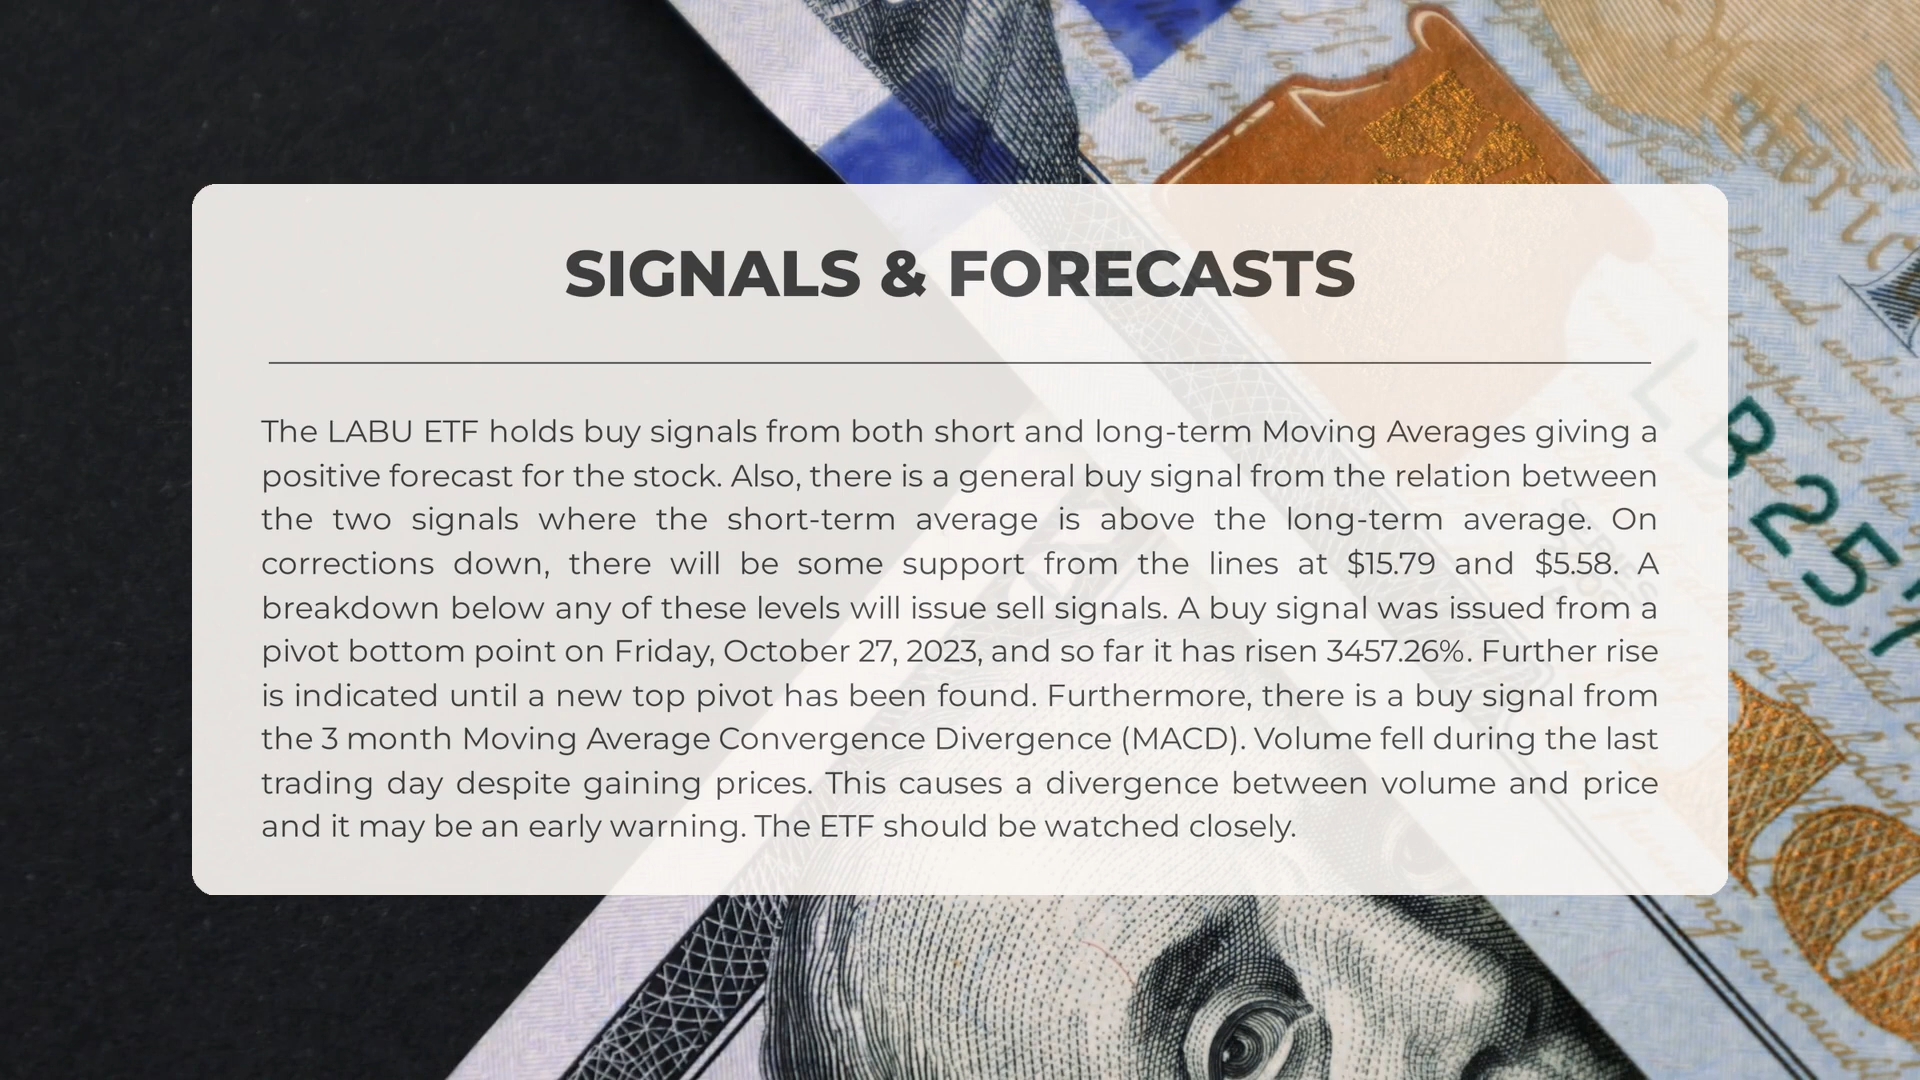 SIGNALS & FORECASTS
The LABU ETF holds buy signals from both short and long-term Moving Averages giving a
positive forecast for the stock. Also, there is a general buy signal from the relation between
the two signals where the short-term average is above the long-term average. On
corrections down, there will be some support from the lines at $15.79 and $5.58. A
breakdown below any of these levels will issue sell signals. A buy signal was issued from a
pivot bottom point on Friday, October 27, 2023, and so far it has risen 3457.26%. Further rise
is indicated until a new top pivot has been found. Furthermore, there is a buy signal from
the 3 month Moving Average Convergence Divergence (MACD). Volume fell during the last
trading day despite gaining prices. This causes a divergence between volume and price
and it may be an early warning. The ETF should be watched closely.